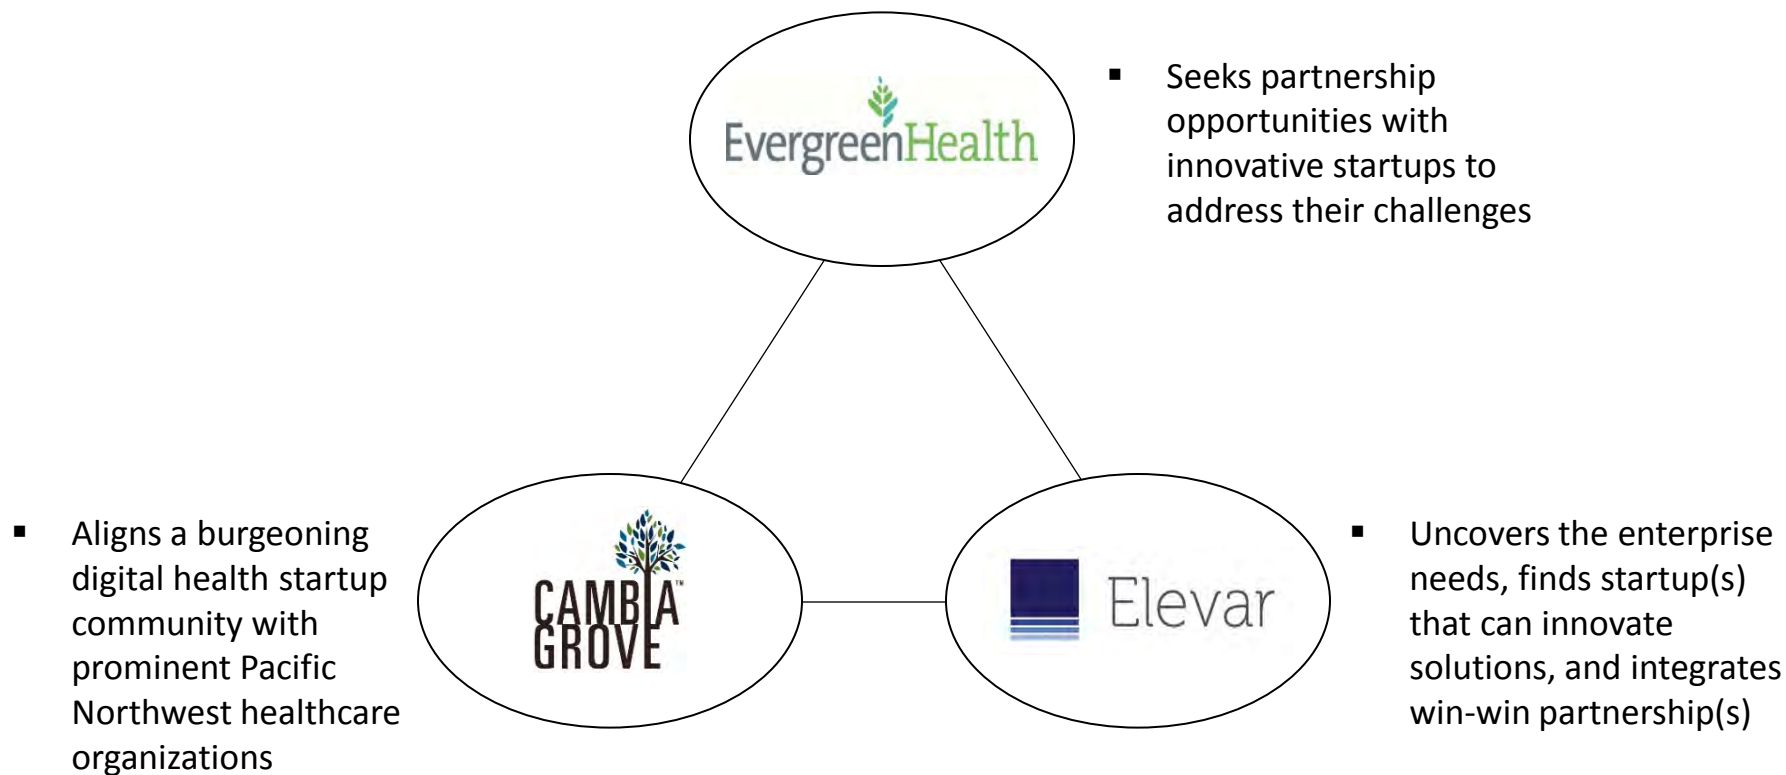 EvergreenHealth
▪ Seeks partnership
opportunities with
innovative startups to
address their challenges
▪ Aligns a burgeoning
digital health startup
community with
prominent Pacific
Northwest healthcare
organizations
CAMBIA™
GROVE
Elevar
▪ Uncovers the enterprise
needs, finds startup(s)
that can innovate
solutions, and integrates
win-win partnership(s)